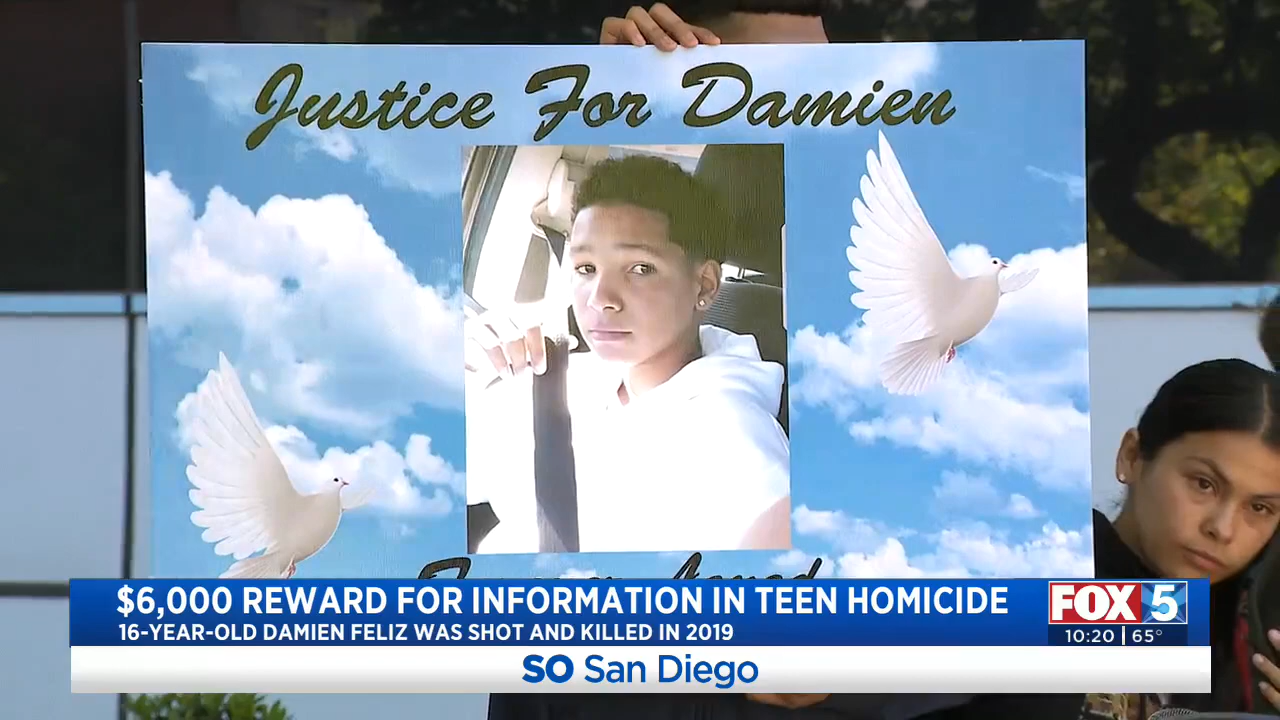 Justice For Damien
$6,000 REWARD FOR INFORMATION IN TEEN HOMICIDE
16-YEAR-OLD DAMIEN FELIZ WAS SHOT AND KILLED IN 2019
FOX 5
10:20 | 65°
SO San Diego